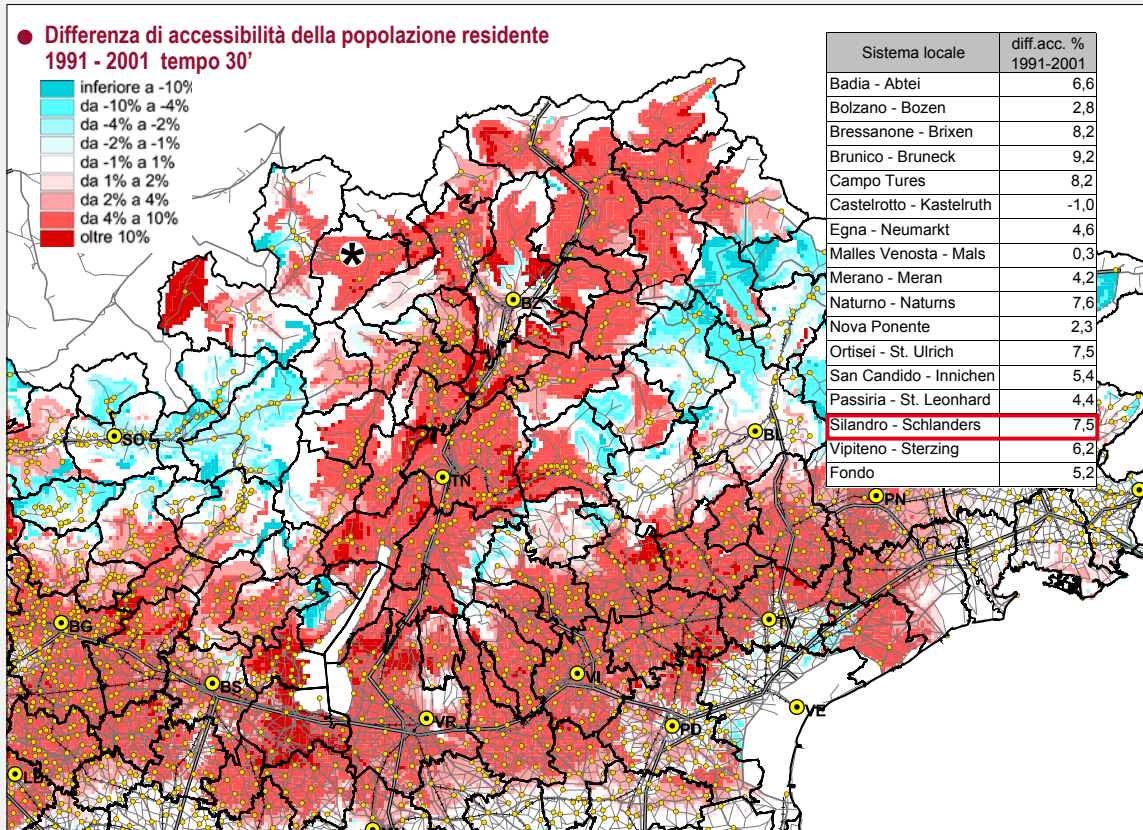 Differenza di accessibilità della popolazione residente
1991 - 2001 tempo 30'
inferiore a -10%
da -10% a -4%
da -4% a -2%
da -2% a -1%
da -1% a 1%
da 1% a 2%
da 2% a 4%
da 4% a 10%
oltre 10%
Sistema locale diff.acc. % 1991-2001
Badia - Abtei 6,6
Bolzano - Bozen 2,8
Bressanone - Brixen 8,2
Brunico - Bruneck 9,2
Campo Tures 8,2
Castelrotto - Kastelruth -1,0
Egna - Neumarkt 4,6
Malles Venosta - Mals 0,3
Merano - Meran 4,2
Naturno - Naturns 7,6
Nova Ponente 2,3
Ortisei - St. Ulrich 7,5
San Candido - Innichen 5,4
Passiria - St. Leonhard 4,4
Silandro - Schlanders 7,5
Vipiteno - Sterzing 6,2
Fondo 5,2
*
BZ
SO
BL
TN
PN
BG
TV
BS
VI
VR
PD
VE